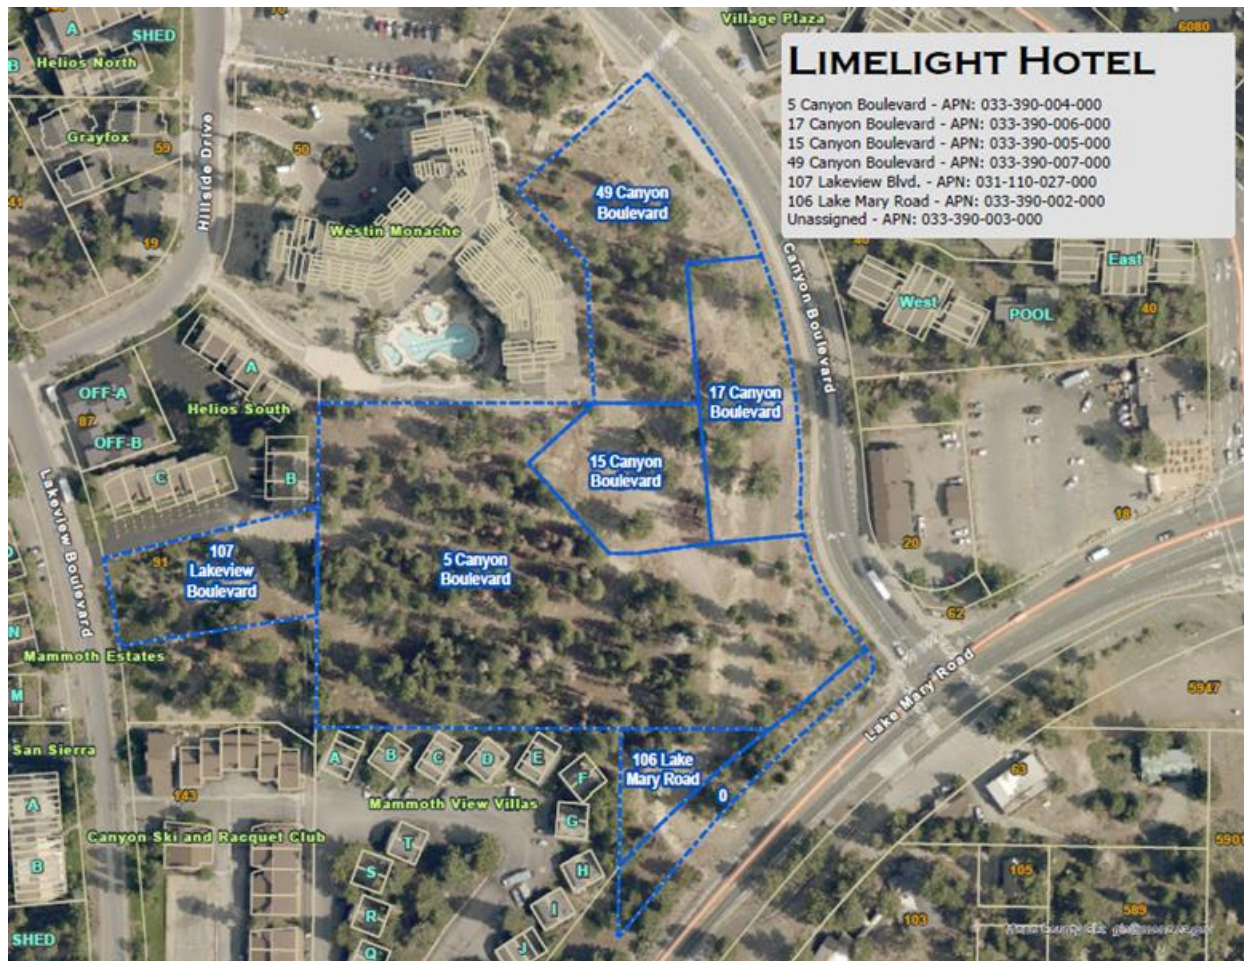 LIMELIGHT HOTEL
5 Canyon Boulevard - APN: 033-390-004-000
17 Canyon Boulevard - APN: 033-390-006-000
15 Canyon Boulevard - APN: 033-390-005-000
49 Canyon Boulevard - APN: 033-390-007-000
107 Lakeview Blvd. - APN: 031-110-027-000
106 Lake Mary Road - APN: 033-390-002-000
Unassigned - APN: 033-390-003-000
Village Plaza
6080
A
SHED
B
Helios North
Grayfox
59
Hillside Drive
50
41
19
Westin Monache
49 Canyon
Boulevard
Canyon Boulevard
40
East
West
POOL
40
A
OFF-A
Helios South
87
OFF-B
C
B
17 Canyon
Boulevard
15 Canyon
Boulevard
Lakeview Boulevard
91
107
Lakeview
Boulevard
5 Canyon
Boulevard
18
20
62
N
Mammoth Estates
M
Lake Mary Road
5947
San Sierra
A
B
C
D
E
F
G
106 Lake
Mary Road
0
63
143
Mammoth View Villas
Canyon Ski and Racquet Club
A
B
T
S
H
R
I
Q
J
5901
105
103
589
SHED